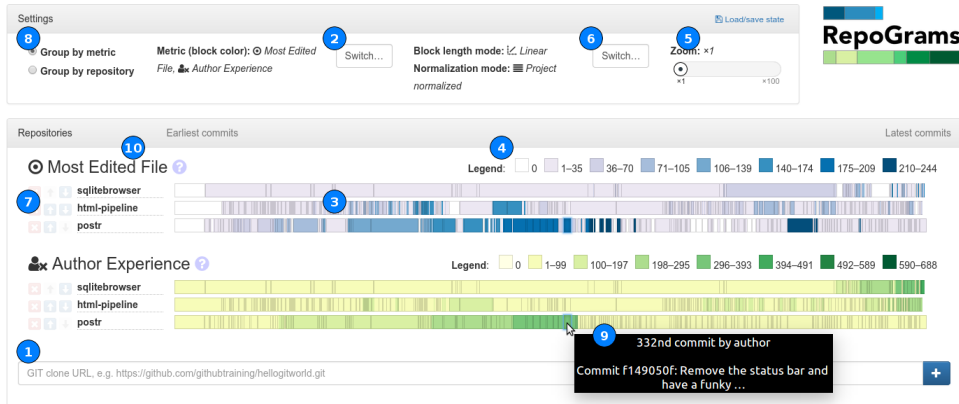 Settings
Load/save state
8
Group by metric
Group by repository
Metric (block color): Most Edited
File, Author Experience
2
Switch...
Block length mode: Linear
Normalization mode: Project
normalized
6
Switch...
5
Zoom: ×1
×1
×100
RepoGrams
Repositories
Earliest commits
Latest commits
10
4
Most Edited File ?
Legend: 0 1–35 36–70 71–105 106–139 140–174 175–209 210–244
7
3
sqlitebrowser
html-pipeline
postr
Author Experience ?
Legend: 0 1–99 100–197 198–295 296–393 394–491 492–589 590–688
sqlitebrowser
html-pipeline
postr
1
GIT clone URL, e.g. https://github.com/githubtraining/hellogitworld.git
+
9
332nd commit by author
Commit f149050f: Remove the status bar and
have a funky ...